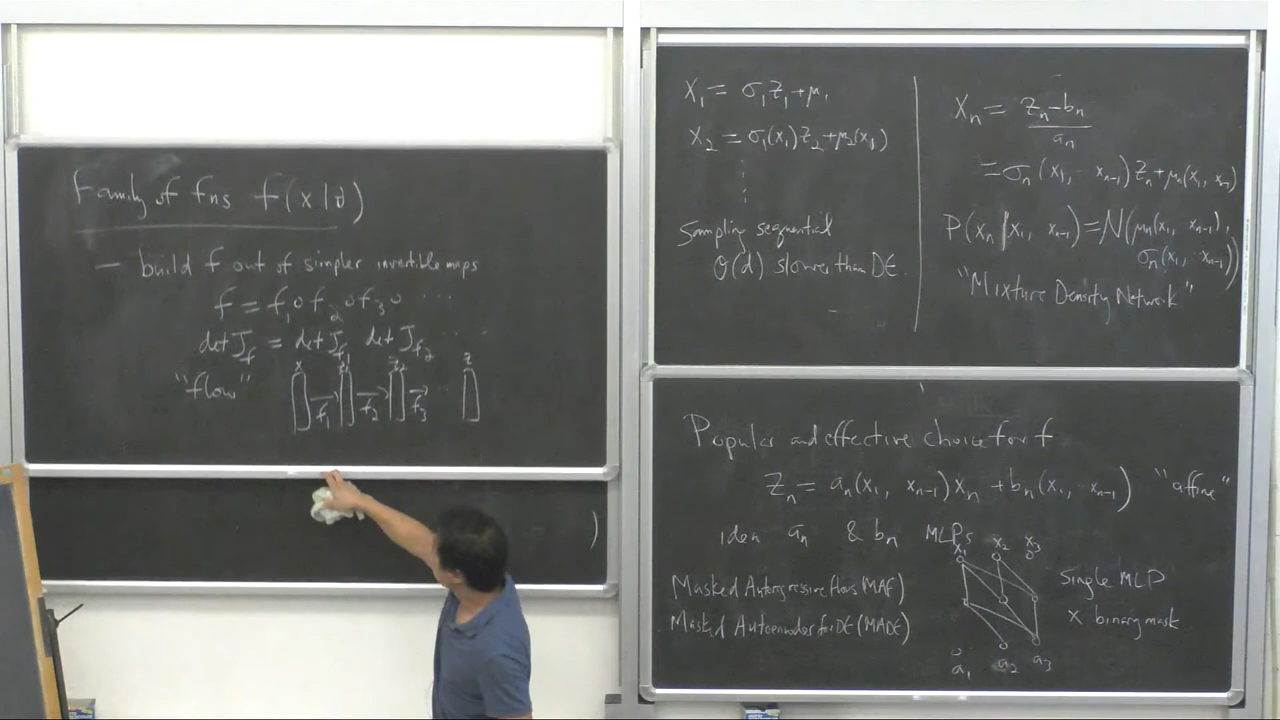 Family of fns f(x|θ)
— build f out of simpler invertible maps
f = f₁ ∘ f₂ ∘ f₃ ∘ ···
det J_f = det J_f₁ det J_f₂ ···
"flow"
x z₁ z₂ z
f₁ f₂ f₃ ···
)
X₁ = σ₁Z₁+μ₁
X₂ = σ₁(x₁)Z₂+μ₂(x₁)
Sampling sequential
O(d) slower than DE
Xₙ = (Zₙ-bₙ)/aₙ
= σₙ(x₁, ··· xₙ₋₁)Zₙ+μₙ(x₁, xₙ₋₁)
P(xₙ|x₁, xₙ₋₁) = N(μₙ(x₁, xₙ₋₁),
σₙ(x₁, ··· xₙ₋₁))
"Mixture Density Network"
Popular and effective choice for f
Zₙ = aₙ(x₁, xₙ₋₁)xₙ + bₙ(x₁, ··· xₙ₋₁) "affine"
idea aₙ & bₙ MLPs
x₁ x₂ x₃
Masked Autoregressive flows (MAF)
Masked Autoencoder for DE (MADE)
Single MLP
x binary mask
a₁ a₂ a₃